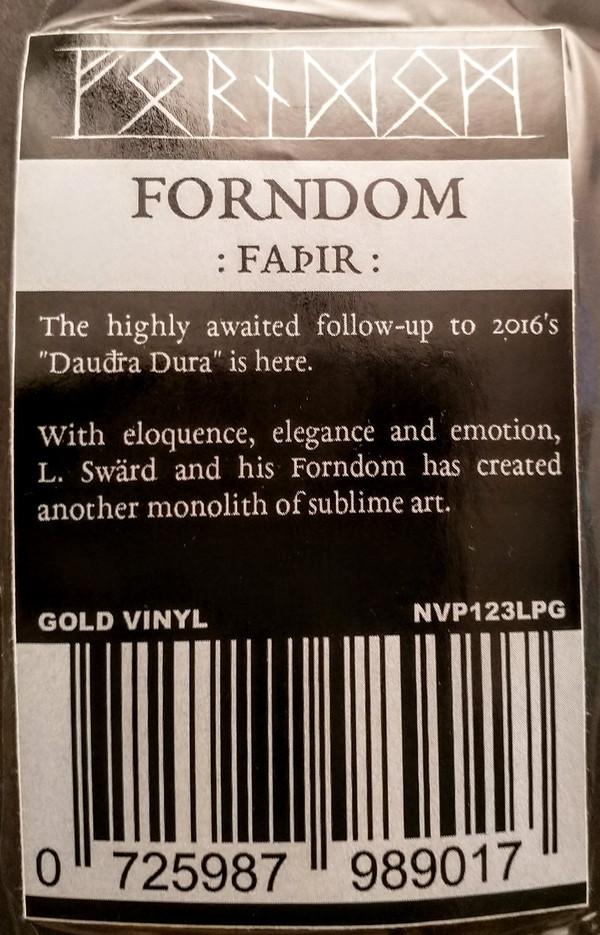 ᚠᛟᚱᚾᛞᛟᛗ
FORNDOM
: FAÞIR :
The highly awaited follow-up to 2016's
"Dauđra Dura" is here.
With eloquence, elegance and emotion,
L. Swärd and his Forndom has created
another monolith of sublime art.
GOLD VINYL NVP123LPG
0 725987 989017